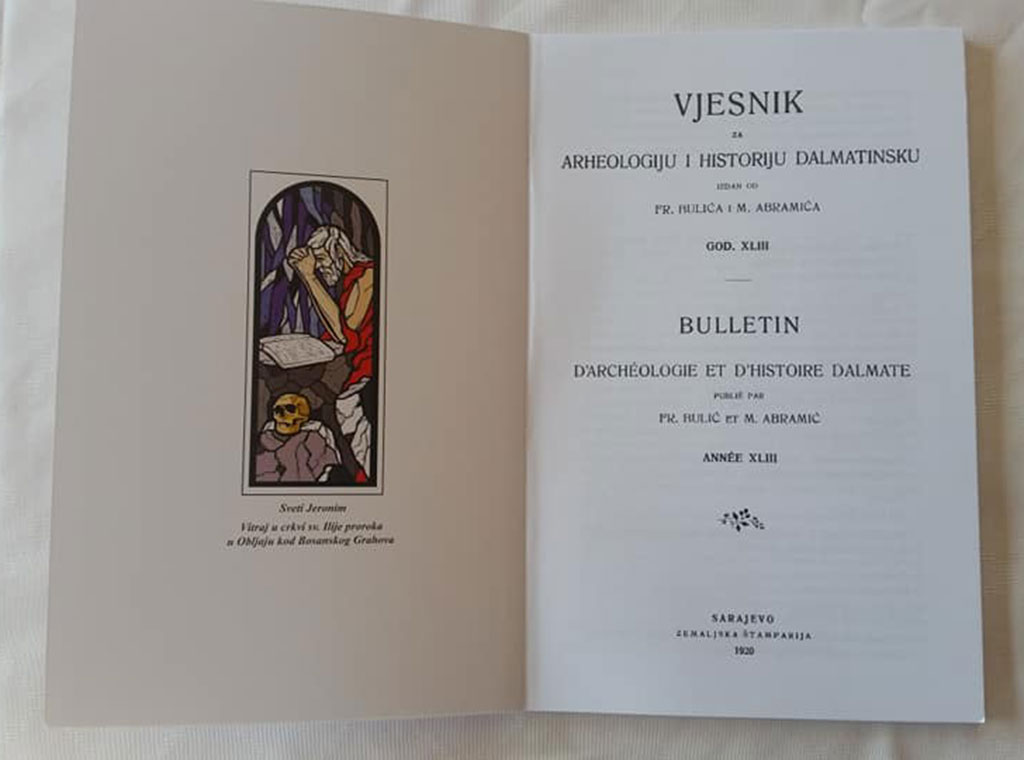 Sveti Jeronim
Vitraj u crkvi sv. Ilije proroka
u Obljaju kod Bosanskog Grahova
VJESNIK
ZA
ARHEOLOGIJU I HISTORIJU DALMATINSKU
IZDAN OD
FR. BULIĆA I M. ABRAMIĆA
GOD. XLIII
BULLETIN
D'ARCHÉOLOGIE ET D'HISTOIRE DALMATE
PUBLIÉ PAR
FR. BULIĆ ET M. ABRAMIĆ
ANNÉE XLIII
SARAJEVO
ZEMALJSKA ŠTAMPARIJA
1920